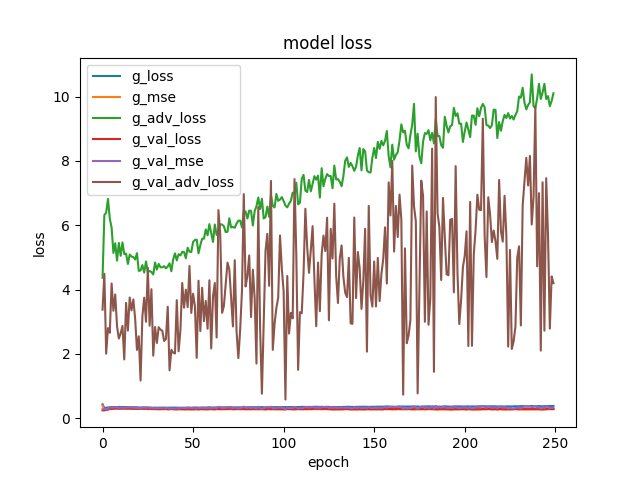 model loss
g_loss
g_mse
g_adv_loss
g_val_loss
g_val_mse
g_val_adv_loss
10
8
6
4
2
0
loss
0 50 100 150 200 250
epoch